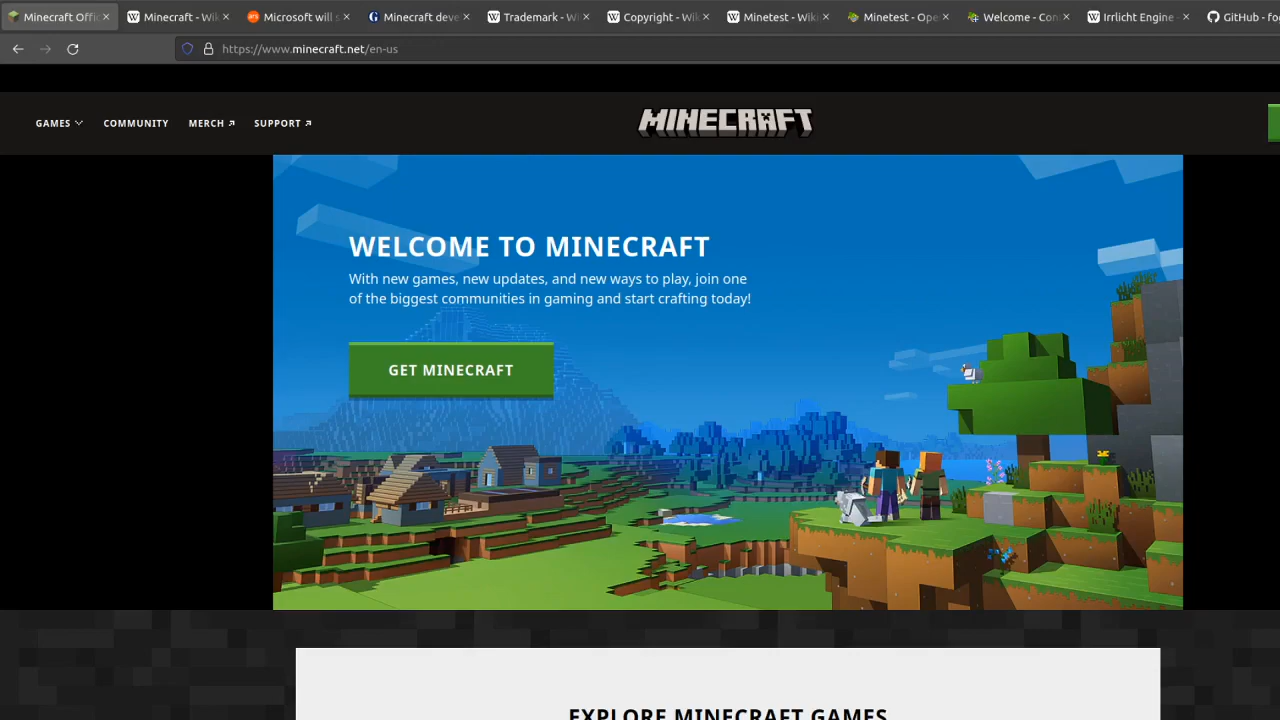 Minecraft Offic
Minecraft - Wiki
Microsoft will s
Minecraft deve
Trademark - Wi
Copyright - Wik
Minetest - Wiki
Minetest - Ope
Welcome - Con
Irrlicht Engine -
GitHub - fo
https://www.minecraft.net/en-us
GAMES COMMUNITY MERCH SUPPORT
MINECRAFT
WELCOME TO MINECRAFT
With new games, new updates, and new ways to play, join one
of the biggest communities in gaming and start crafting today!
GET MINECRAFT
EXPLORE MINECRAFT GAMES